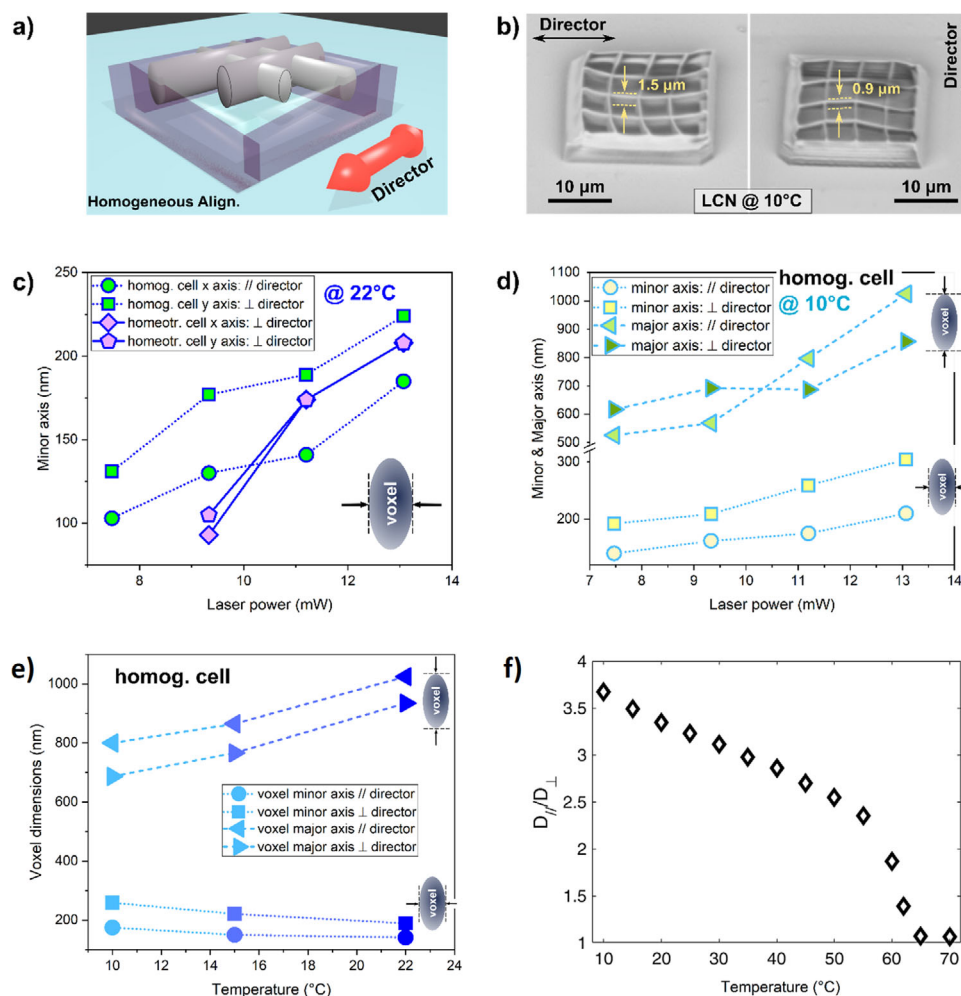 a)
Homogeneous Align.
Director
b)
Director
Director
1.5 µm
0.9 µm
10 µm
10 µm
LCN @ 10°C
c)
250
200
150
100
Minor axis (nm)
homog. cell x axis: // director
homog. cell y axis: ⊥ director
homeotr. cell x axis: ⊥ director
homeotr. cell y axis: ⊥ director
@ 22°C
voxel
8 10 12 14
Laser power (mW)
d)
1100
1000
900
800
700
600
500
300
200
Minor & Major axis (nm)
homog. cell
@ 10°C
minor axis: // director
minor axis: ⊥ director
major axis: // director
major axis: ⊥ director
voxel
voxel
7 8 9 10 11 12 13 14
Laser power (mW)
e)
homog. cell
1000
800
600
400
200
Voxel dimensions (nm)
voxel minor axis // director
voxel minor axis ⊥ director
voxel major axis // director
voxel major axis ⊥ director
voxel
voxel
10 12 14 16 18 20 22 24
Temperature (°C)
f)
4
3.5
3
2.5
2
1.5
1
D///D⊥
10 20 30 40 50 60 70
Temperature (°C)